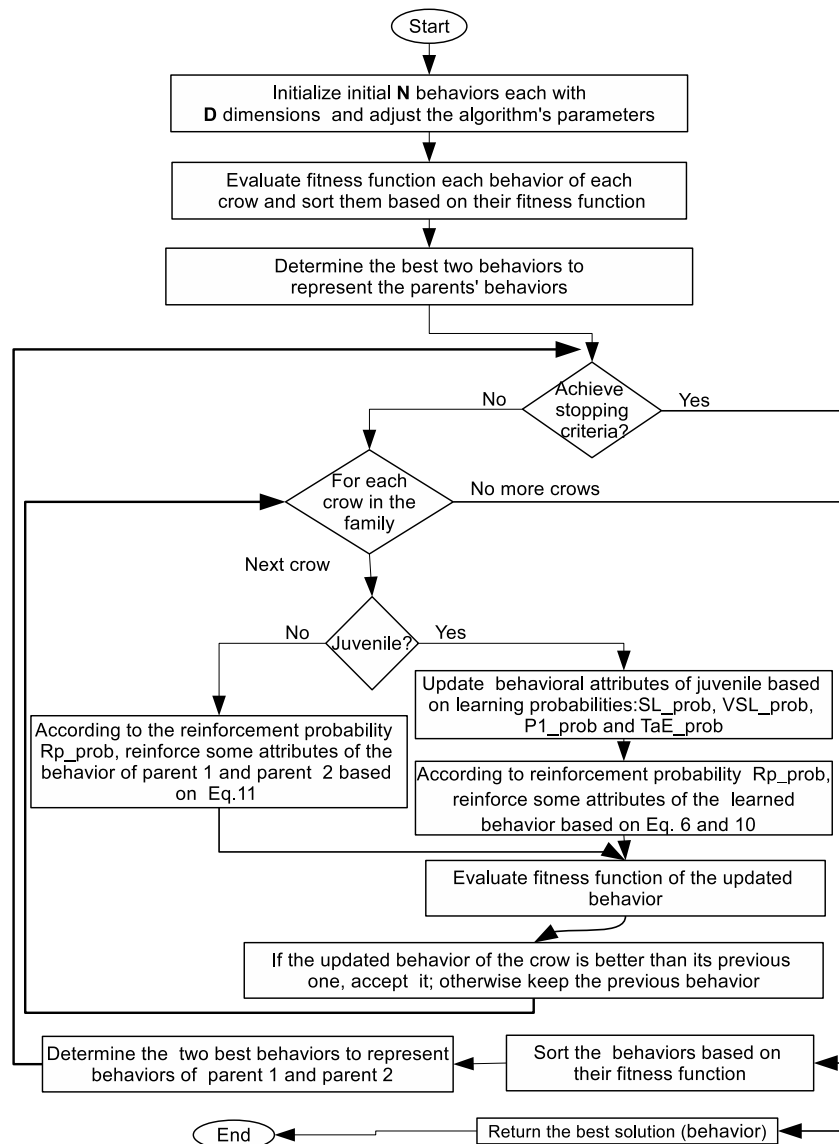 Start
Initialize initial N behaviors each with
D dimensions and adjust the algorithm's parameters
Evaluate fitness function each behavior of each
crow and sort them based on their fitness function
Determine the best two behaviors to
represent the parents' behaviors
Achieve
stopping
criteria?
No
Yes
For each
crow in the
family
No more crows
Next crow
Juvenile?
No
Yes
Update behavioral attributes of juvenile based
on learning probabilities:SL_prob, VSL_prob,
P1_prob and TaE_prob
According to the reinforcement probability
Rp_prob, reinforce some attributes of the
behavior of parent 1 and parent 2 based
on Eq.11
According to reinforcement probability Rp_prob,
reinforce some attributes of the learned
behavior based on Eq. 6 and 10
Evaluate fitness function of the updated
behavior
If the updated behavior of the crow is better than its previous
one, accept it; otherwise keep the previous behavior
Determine the two best behaviors to represent
behaviors of parent 1 and parent 2
Sort the behaviors based on
their fitness function
End
Return the best solution (behavior)